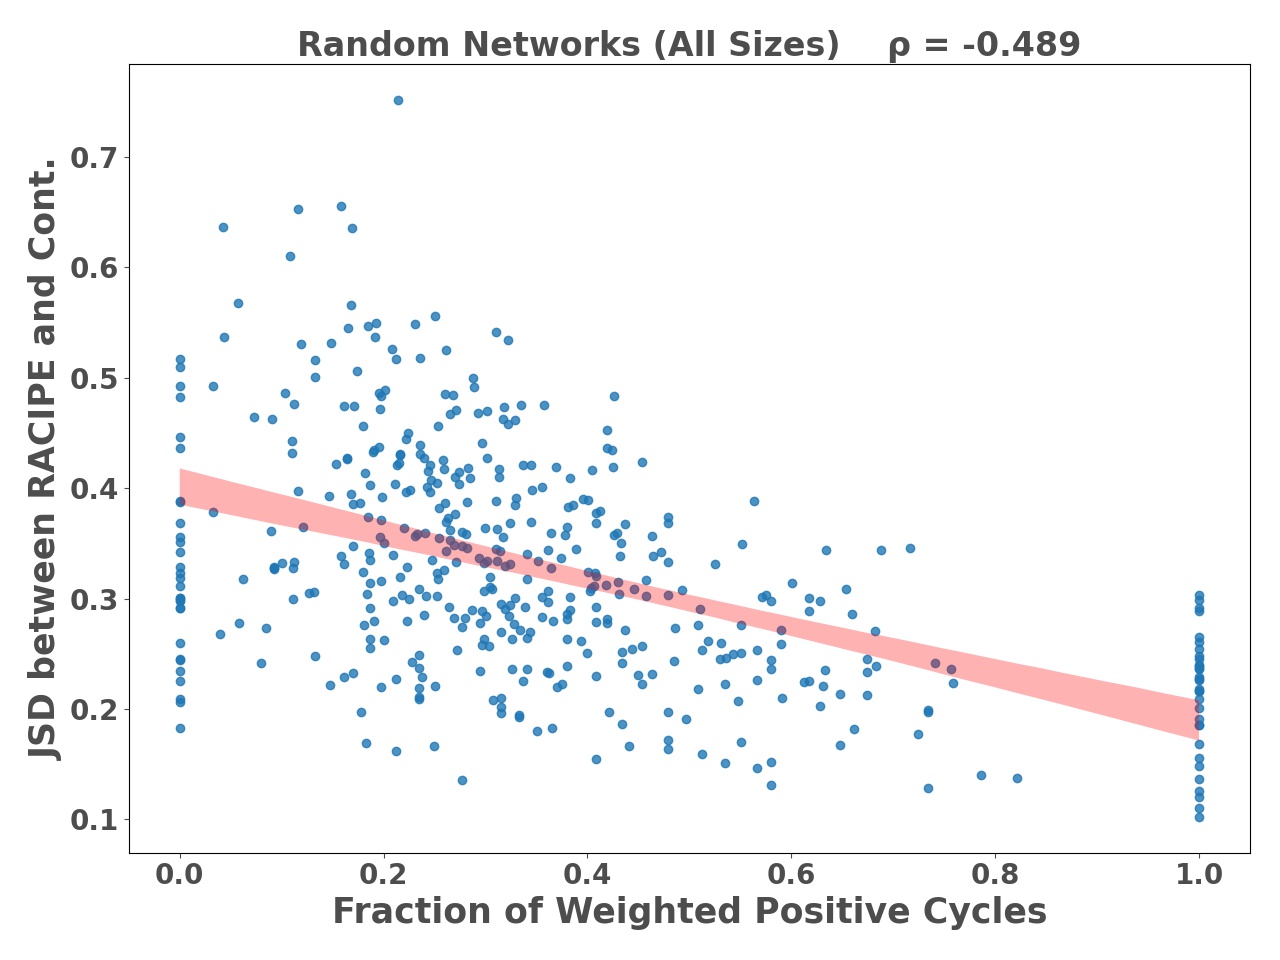 Random Networks (All Sizes)    ρ = -0.489
JSD between RACIPE and Cont.
0.7
0.6
0.5
0.4
0.3
0.2
0.1
0.0 0.2 0.4 0.6 0.8 1.0
Fraction of Weighted Positive Cycles